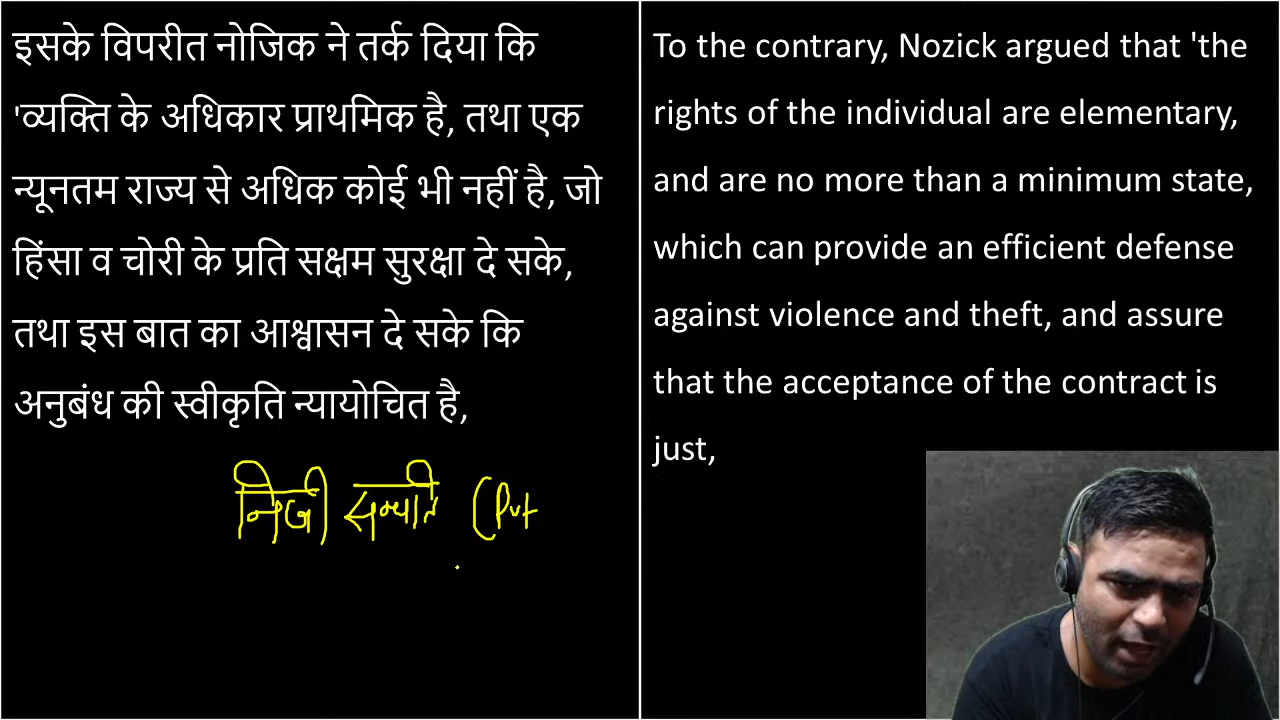 इसके विपरीत नोजिक ने तर्क दिया कि
'व्यक्ति के अधिकार प्राथमिक है, तथा एक
न्यूनतम राज्य से अधिक कोई भी नहीं है, जो
हिंसा व चोरी के प्रति सक्षम सुरक्षा दे सके,
तथा इस बात का आश्वासन दे सके कि
अनुबंध की स्वीकृति न्यायोचित है,
निजी सम्पत्ति
To the contrary, Nozick argued that 'the
rights of the individual are elementary,
and are no more than a minimum state,
which can provide an efficient defense
against violence and theft, and assure
that the acceptance of the contract is
just,